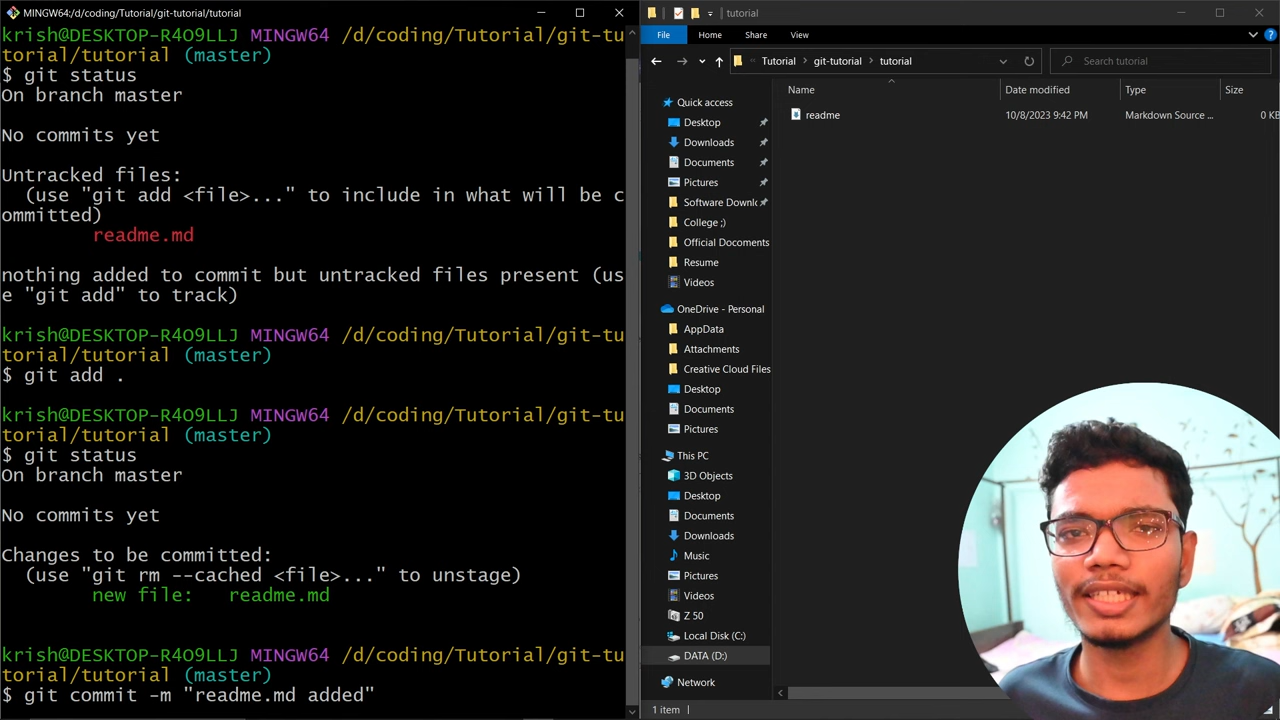 MINGW64:/d/coding/Tutorial/git-tutorial/tutorial
krish@DESKTOP-R4O9LLJ MINGW64 /d/coding/Tutorial/git-tu
torial/tutorial (master)
$ git status
On branch master
No commits yet
Untracked files:
(use "git add <file>..." to include in what will be c
ommitted)
readme.md
nothing added to commit but untracked files present (us
e "git add" to track)
krish@DESKTOP-R4O9LLJ MINGW64 /d/coding/Tutorial/git-tu
torial/tutorial (master)
$ git add .
krish@DESKTOP-R4O9LLJ MINGW64 /d/coding/Tutorial/git-tu
torial/tutorial (master)
$ git status
On branch master
No commits yet
Changes to be committed:
(use "git rm --cached <file>..." to unstage)
new file:   readme.md
krish@DESKTOP-R4O9LLJ MINGW64 /d/coding/Tutorial/git-tu
torial/tutorial (master)
$ git commit -m "readme.md added"
tutorial
File Home Share View
Tutorial git-tutorial tutorial
Search tutorial
Name Date modified Type Size
readme 10/8/2023 9:42 PM Markdown Source ... 0 KB
Quick access
Desktop
Downloads
Documents
Pictures
Software Downlo
College ;)
Official Docoments
Resume
Videos
OneDrive - Personal
AppData
Attachments
Creative Cloud Files
Desktop
Documents
Pictures
This PC
3D Objects
Desktop
Documents
Downloads
Music
Pictures
Videos
Z 50
Local Disk (C:)
DATA (D:)
Network
1 item